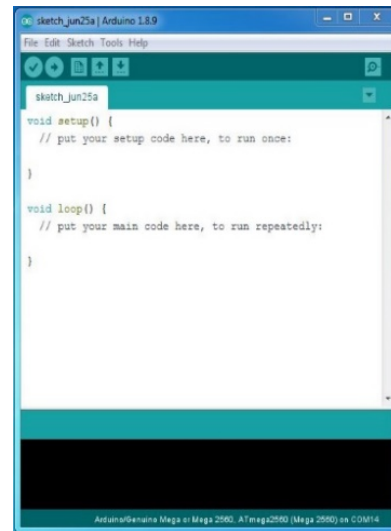 sketch_jun25a | Arduino 1.8.9
File Edit Sketch Tools Help
sketch_jun25a
void setup() {
// put your setup code here, to run once:
}
void loop() {
// put your main code here, to run repeatedly:
}
Arduino/Genuino Mega or Mega 2560, ATmega2560 (Mega 2560) on COM14